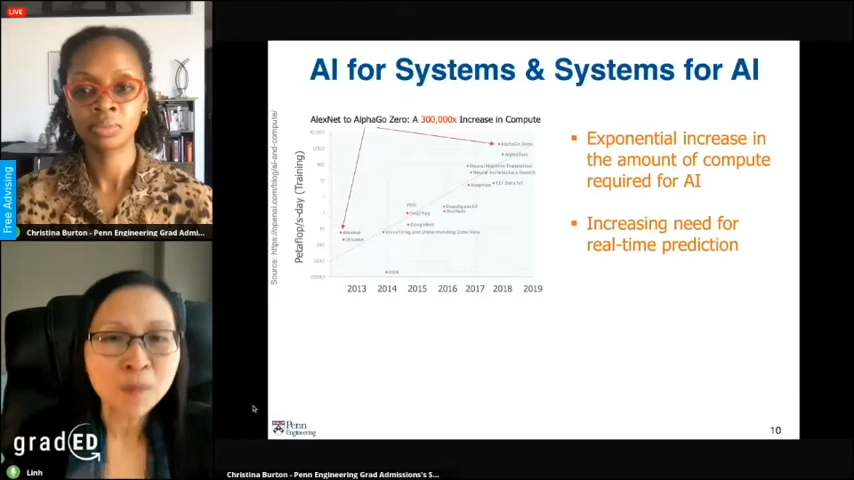 LIVE
Free Advising
Christina Burton - Penn Engineering Grad Admi...
gradED
Linh
AI for Systems & Systems for AI
AlexNet to AlphaGo Zero: A 300,000x Increase in Compute
Source: https://openai.com/blog/ai-and-compute/
Petaflop/s-day (Training)
AlphaGo Zero
AlphaZero
Neural Machine Translation
Neural Architecture Search
Xception
TI7 Dota 1v1
VGG
DeepSpeech2
ResNets
GoogleNet
AlexNet
Dropout
Visualizing and Understanding Conv Nets
DQN
2013 2014 2015 2016 2017 2018 2019
▪ Exponential increase in
the amount of compute
required for AI
▪ Increasing need for
real-time prediction
Penn
Engineering
10
Christina Burton - Penn Engineering Grad Admissions's S...